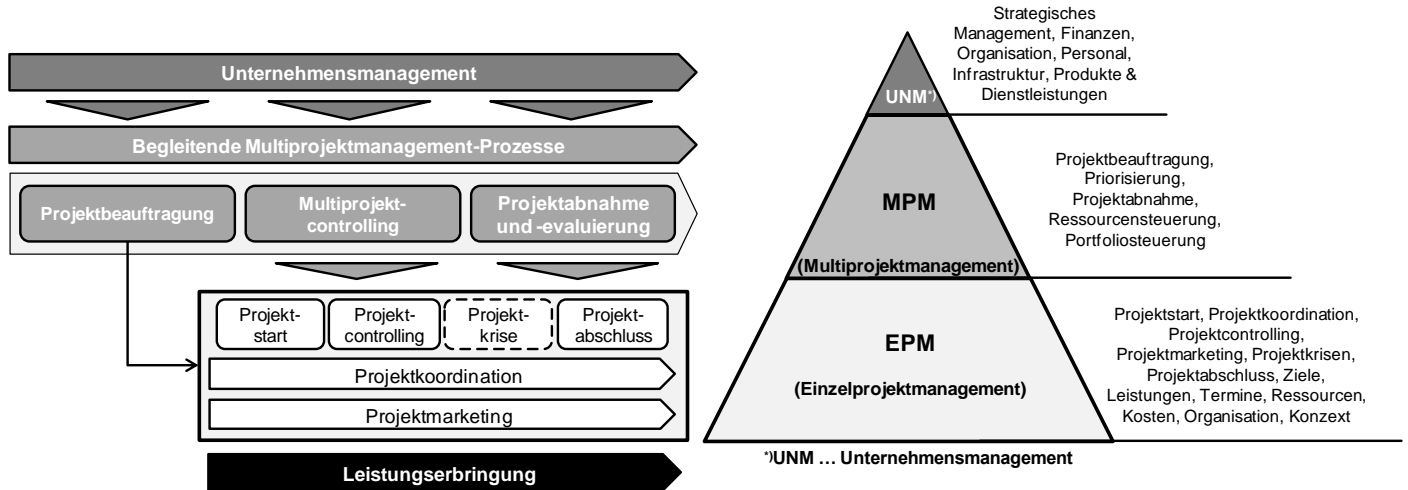 Unternehmensmanagement
Begleitende Multiprojektmanagement-Prozesse
Projektbeauftragung
Multiprojekt-
controlling
Projektabnahme
und -evaluierung
Projekt-
start
Projekt-
controlling
Projekt-
krise
Projekt-
abschluss
Projektkoordination
Projektmarketing
Leistungserbringung
UNM*)
MPM
(Multiprojektmanagement)
EPM
(Einzelprojektmanagement)
*)UNM … Unternehmensmanagement
Strategisches
Management, Finanzen,
Organisation, Personal,
Infrastruktur, Produkte &
Dienstleistungen
Projektbeauftragung,
Priorisierung,
Projektabnahme,
Ressourcensteuerung,
Portfoliosteuerung
Projektstart, Projektkoordination,
Projektcontrolling,
Projektmarketing, Projektkrisen,
Projektabschluss, Ziele,
Leistungen, Termine, Ressourcen,
Kosten, Organisation, Konzext